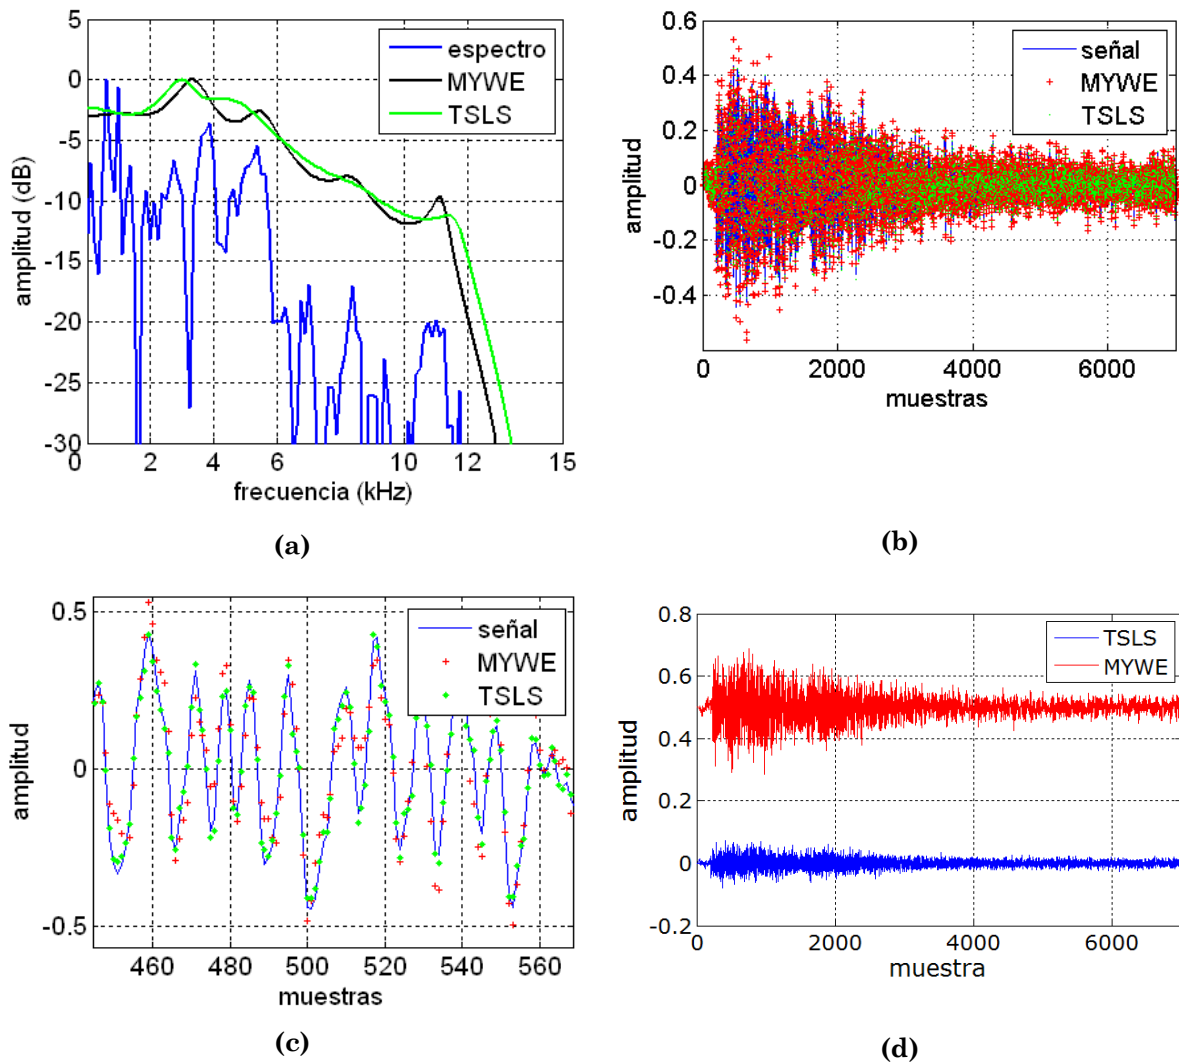 5
0
-5
-10
-15
-20
-25
-30
amplitud (dB)
espectro
MYWE
TSLS
0 2 4 6 10 12 15
frecuencia (kHz)
(a)
0.6
0.4
0.2
0
-0.2
-0.4
amplitud
señal
MYWE
TSLS
0 2000 4000 6000
muestras
(b)
0.5
0
-0.5
amplitud
señal
MYWE
TSLS
460 480 500 520 540 560
muestras
(c)
0.8
0.6
0.4
0.2
0
-0.2
amplitud
TSLS
MYWE
0 2000 4000 6000
muestra
(d)